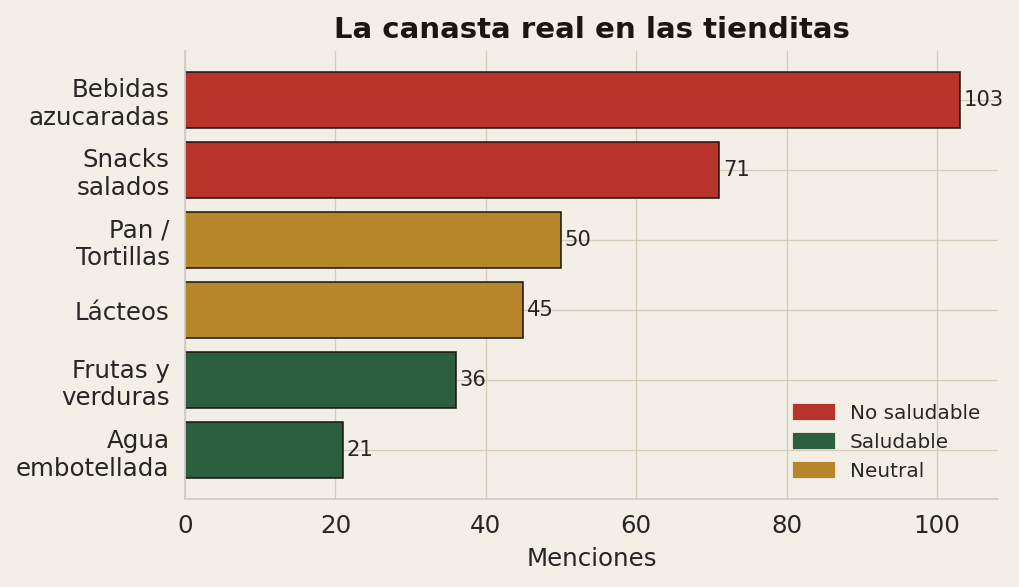 La canasta real en las tienditas
Bebidas
azucaradas
103
Snacks
salados
71
Pan /
Tortillas
50
Lácteos
45
Frutas y
verduras
36
Agua
embotellada
21
No saludable
Saludable
Neutral
0 20 40 60 80 100
Menciones